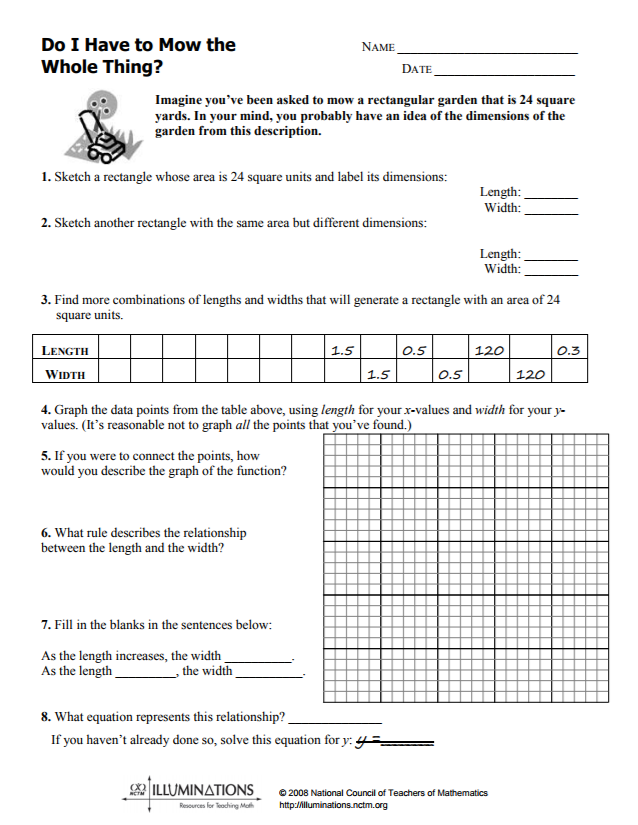 Do I Have to Mow the
Whole Thing?
NAME
DATE
Imagine you've been asked to mow a rectangular garden that is 24 square
yards. In your mind, you probably have an idea of the dimensions of the
garden from this description.
1. Sketch a rectangle whose area is 24 square units and label its dimensions:
Length: ________
Width: ________
2. Sketch another rectangle with the same area but different dimensions:
Length: ________
Width: ________
3. Find more combinations of lengths and widths that will generate a rectangle with an area of 24
square units.
LENGTH 1.5 0.5 120 0.3
WIDTH 1.5 0.5 120
4. Graph the data points from the table above, using length for your x-values and width for your y-
values. (It's reasonable not to graph all the points that you've found.)
5. If you were to connect the points, how
would you describe the graph of the function?
6. What rule describes the relationship
between the length and the width?
7. Fill in the blanks in the sentences below:
As the length increases, the width __________.
As the length _________, the width __________.
8. What equation represents this relationship? ______________
If you haven't already done so, solve this equation for y: y = ________
NCTM
ILLUMINATIONS
Resources for Teaching Math
© 2008 National Council of Teachers of Mathematics
http://illuminations.nctm.org